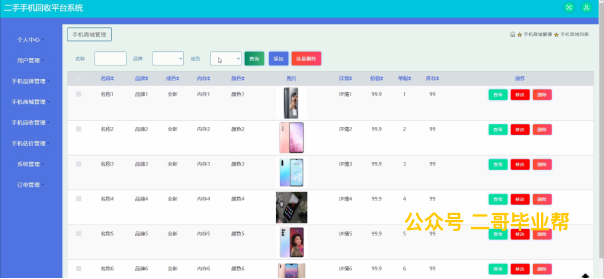 二手手机回收平台系统
个人中心
用户管理
手机品牌管理
手机商城管理
手机回收管理
手机估价管理
系统管理
订单管理
手机商城管理
手机商城管理 手机商城列表
名称 品牌 成色 查询 添加 批量删除
名称 品牌 成色 内存 颜色 图片 详情 价格 单限 库存 操作
名称1 品牌1 全新 内存1 颜色1 详情1 99.9 1 99 查看 修改 删除
名称2 品牌2 全新 内存2 颜色2 详情2 99.9 2 99 查看 修改 删除
名称3 品牌3 全新 内存3 颜色3 详情3 99.9 3 99 查看 修改 删除
名称4 品牌4 全新 内存4 颜色4 详情4 99.9 4 99 查看 修改 删除
公众号 二哥毕业帮
名称5 品牌5 全新 内存5 颜色5 详情5 99.9 5 99 查看 修改 删除
名称6 品牌6 全新 内存6 颜色6 详情6 99.9 6 99 查看 修改 删除